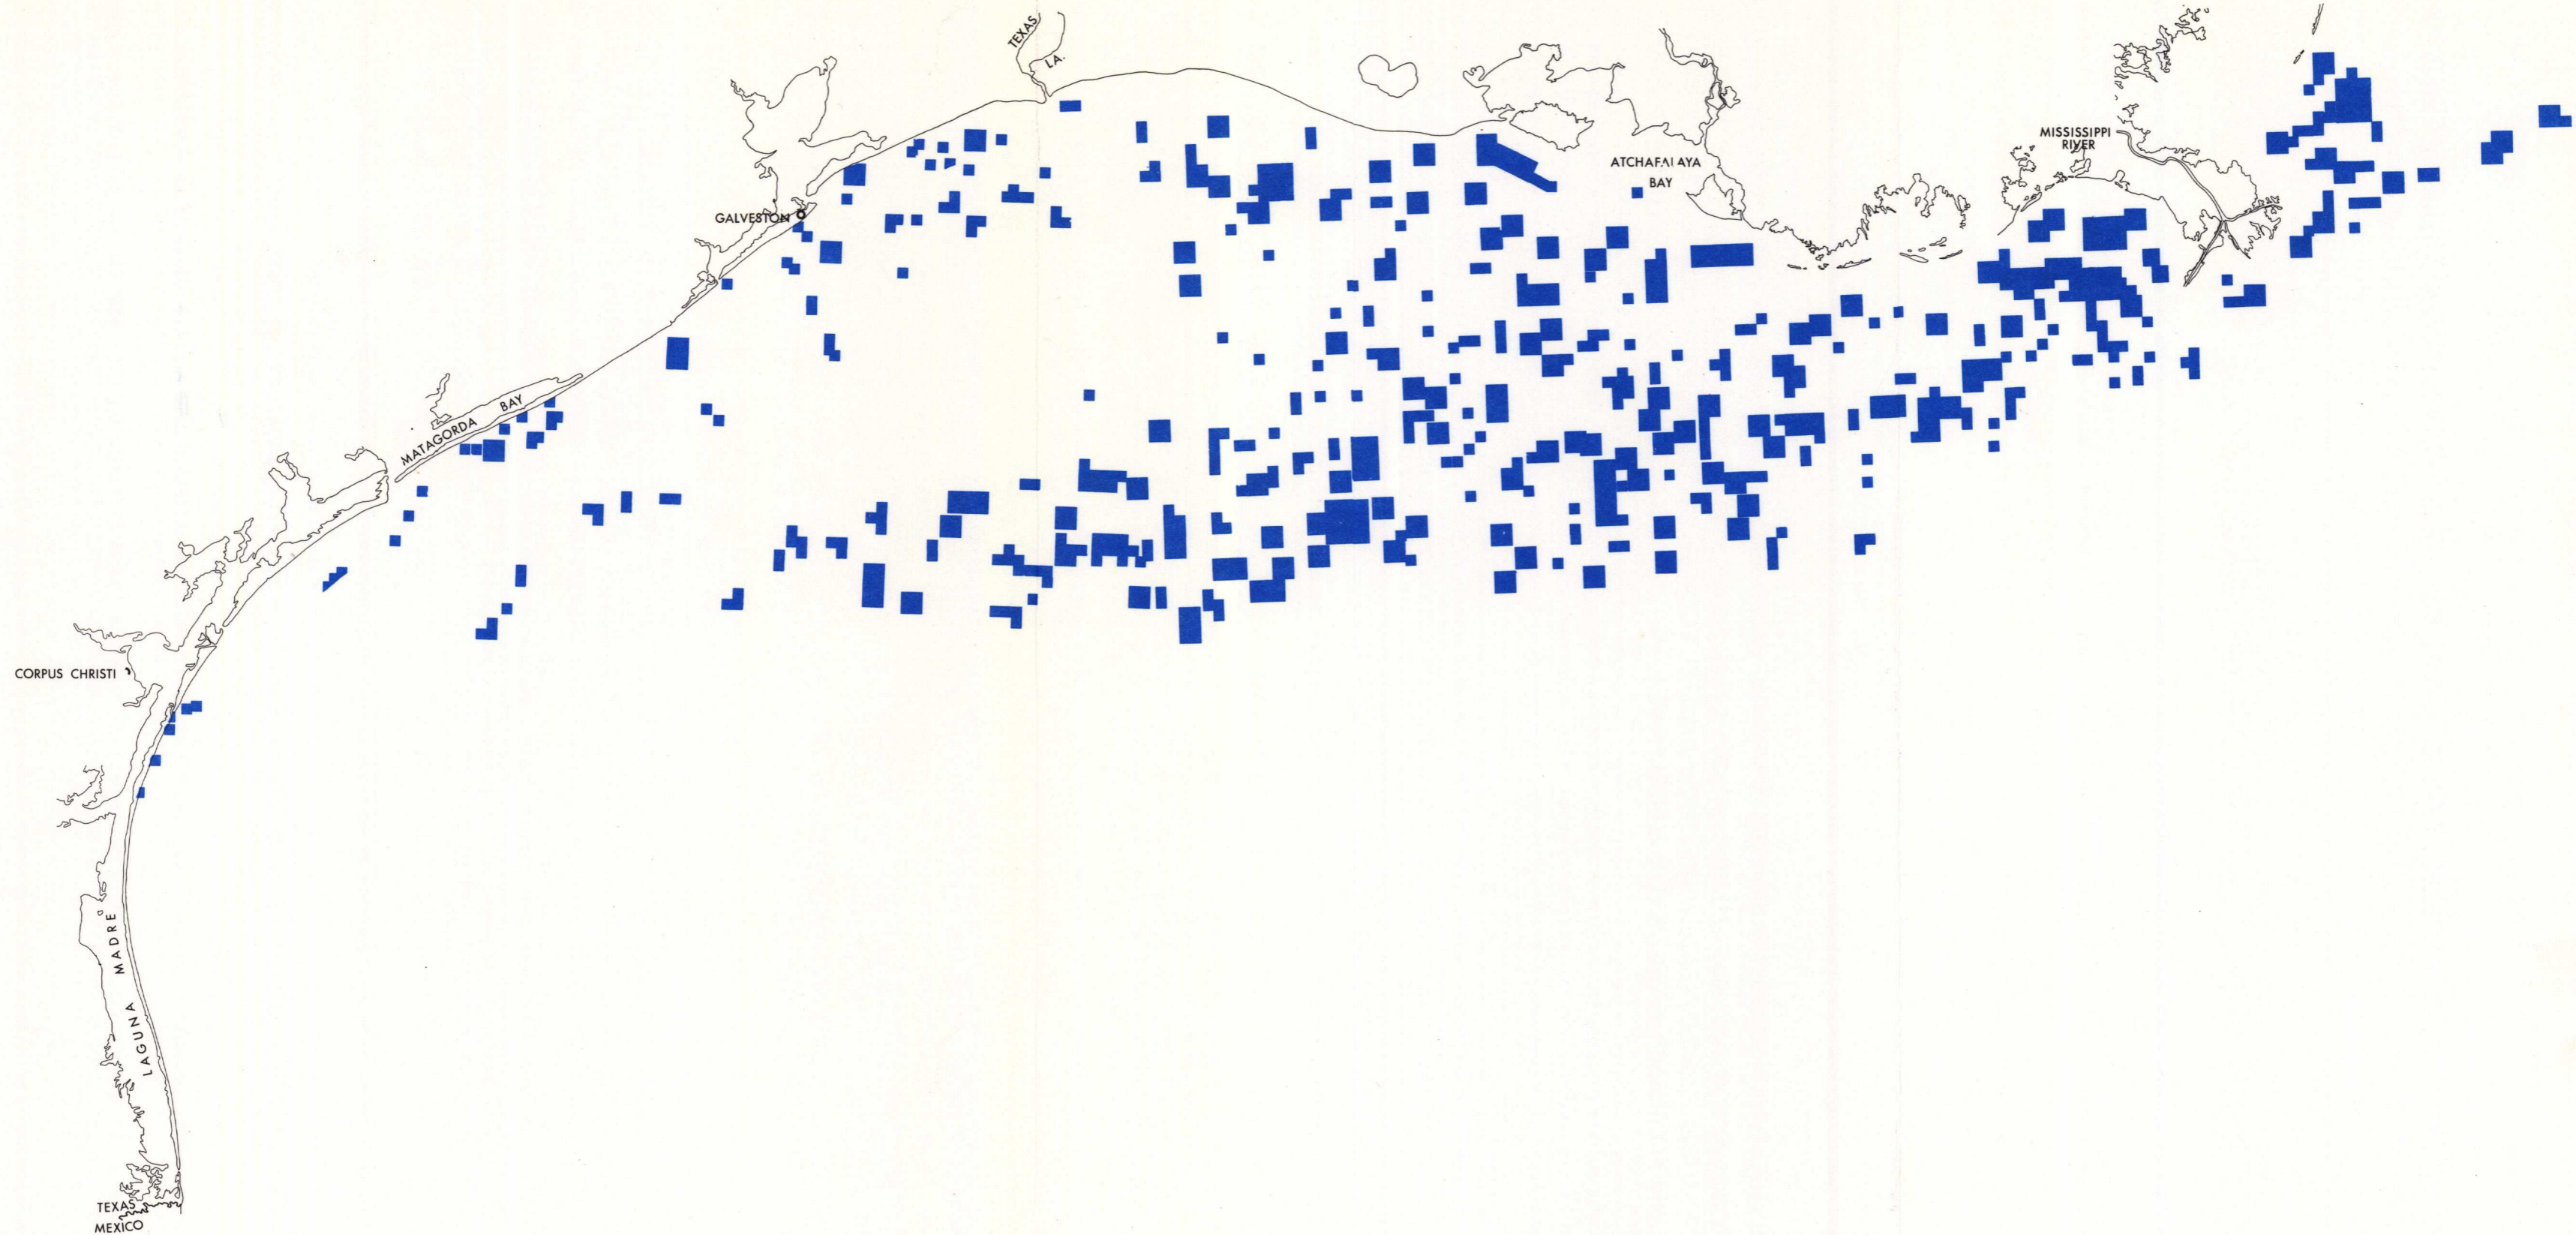 TEXAS
LA.
MISSISSIPPI
RIVER
ATCHAFALAYA
BAY
GALVESTON
MATAGORDA BAY
CORPUS CHRISTI
LAGUNA MADRE
TEXAS
MEXICO